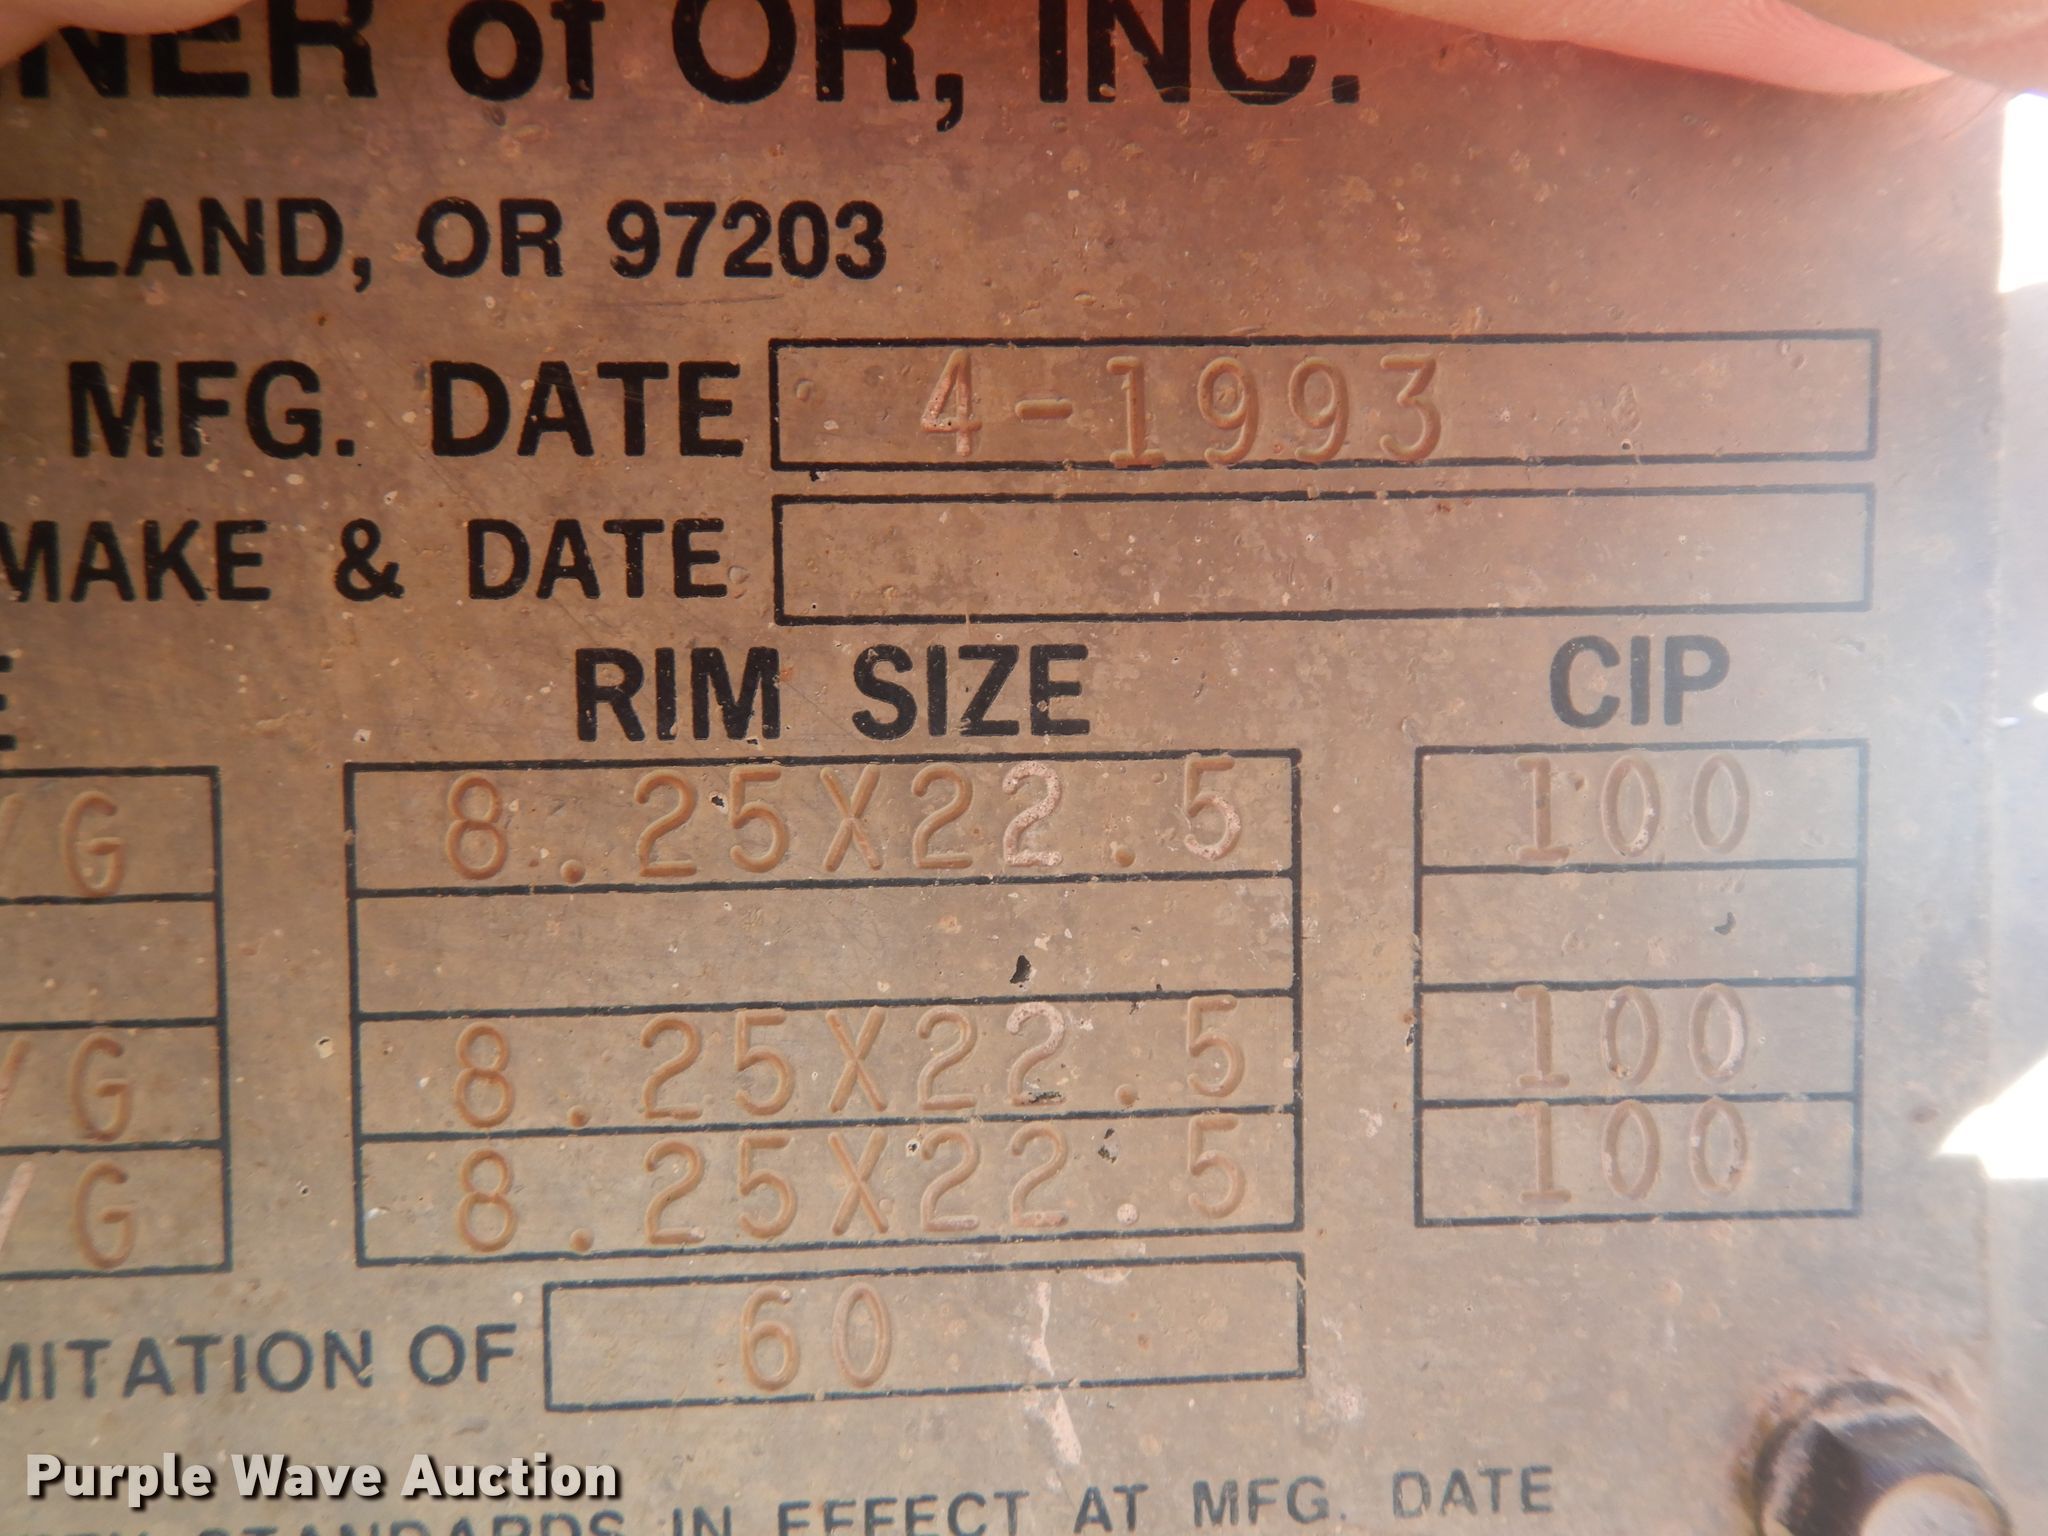 NER of OR, INC.
TLAND, OR 97203
MFG. DATE 4-1993
MAKE & DATE
RIM SIZE CIP
/G 8.25X22.5 100
/G 8.25X22.5 100
/G 8.25X22.5 100
MITATION OF 60
STANDARDS IN EFFECT AT MFG. DATE
Purple Wave Auction